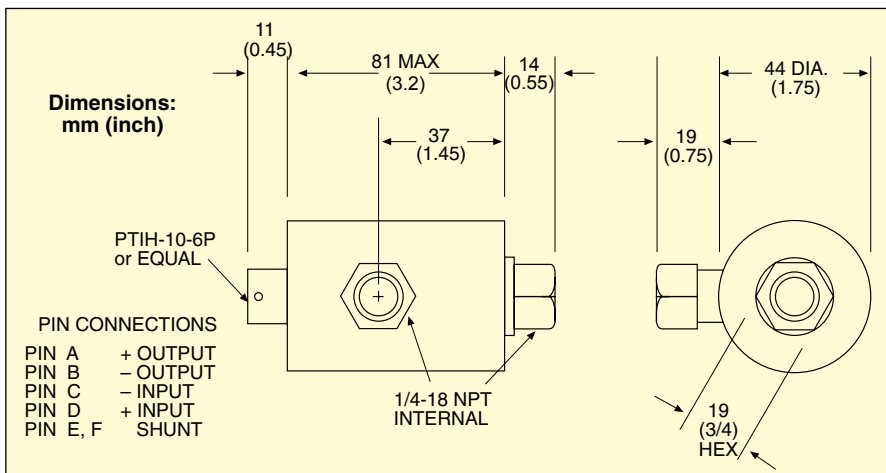 11
(0.45)
81 MAX
(3.2)
14
(0.55)
44 DIA.
(1.75)
Dimensions:
mm (inch)
37
(1.45)
19
(0.75)
PTIH-10-6P
or EQUAL
PIN CONNECTIONS
PIN A + OUTPUT
PIN B – OUTPUT
PIN C – INPUT
PIN D + INPUT
PIN E, F SHUNT
1/4-18 NPT
INTERNAL
19
(3/4)
HEX